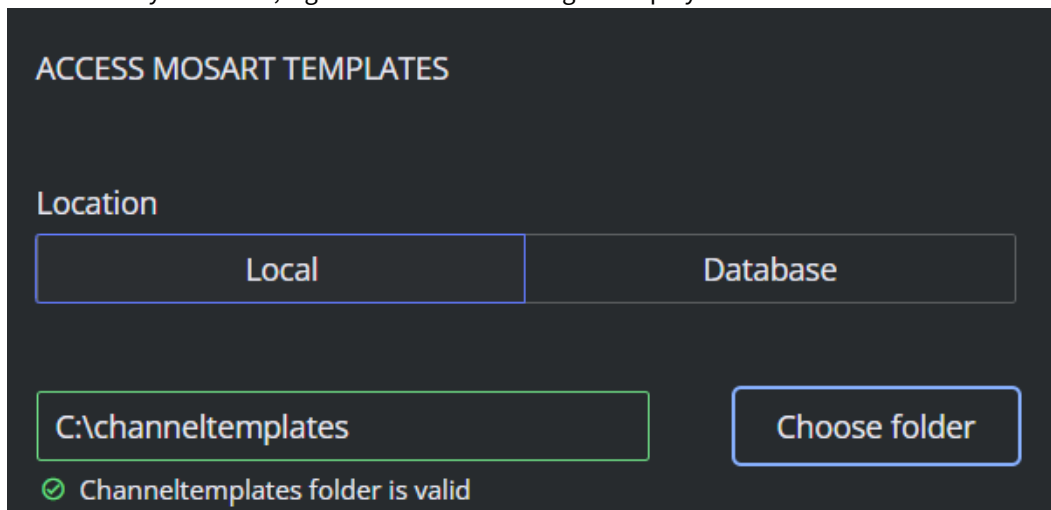 ACCESS MOSART TEMPLATES
Location
Local Database
C:\channeltemplates Choose folder
Channeltemplates folder is valid